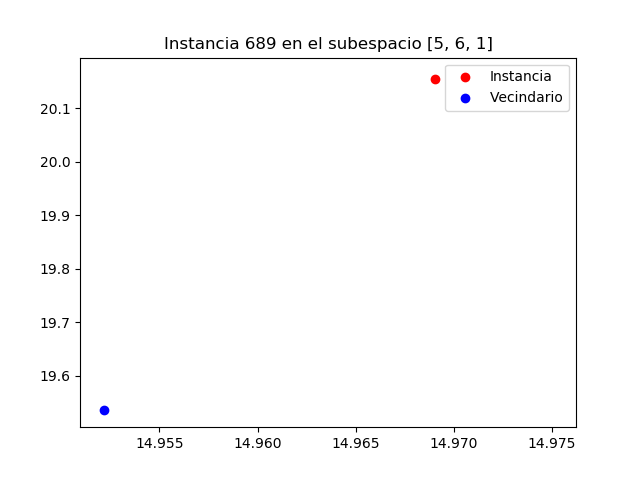 Instancia 689 en el subespacio [5, 6, 1]
Instancia
Vecindario
20.1
20.0
19.9
19.8
19.7
19.6
14.955 14.960 14.965 14.970 14.975